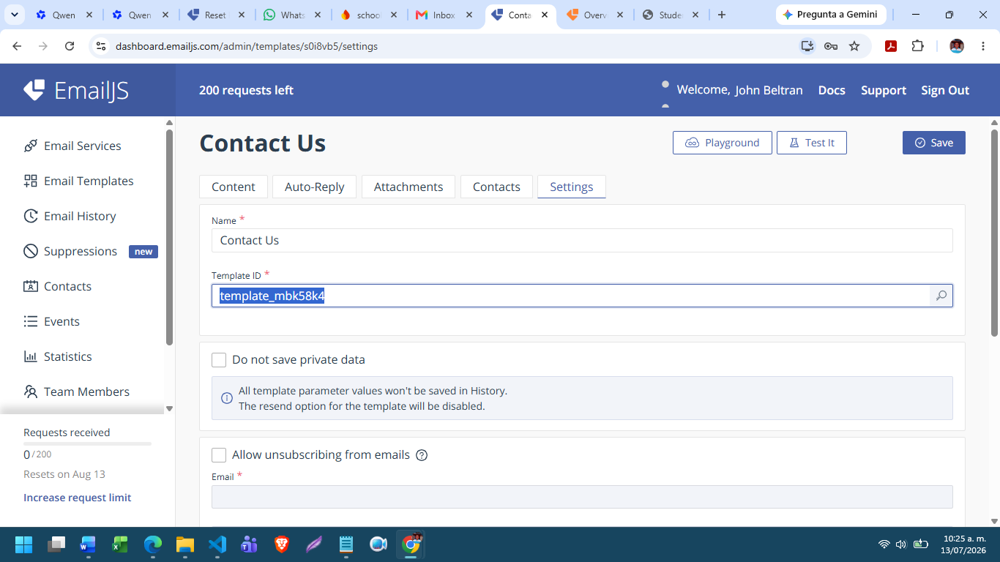 Qwen
Qwen
Reset
Whats
schoo
Inbox
Conta
Overv
Stude
Pregunta a Gemini
dashboard.emailjs.com/admin/templates/s0i8vb5/settings
EmailJS
200 requests left
Welcome, John Beltran
Docs
Support
Sign Out
Email Services
Email Templates
Email History
Suppressions new
Contacts
Events
Statistics
Team Members
Requests received
0/200
Resets on Aug 13
Increase request limit
Contact Us
Playground
Test It
Save
Content
Auto-Reply
Attachments
Contacts
Settings
Name *
Contact Us
Template ID *
template_mbk58k4
Do not save private data
All template parameter values won't be saved in History.
The resend option for the template will be disabled.
Allow unsubscribing from emails
Email *
10:25 a. m.
13/07/2026